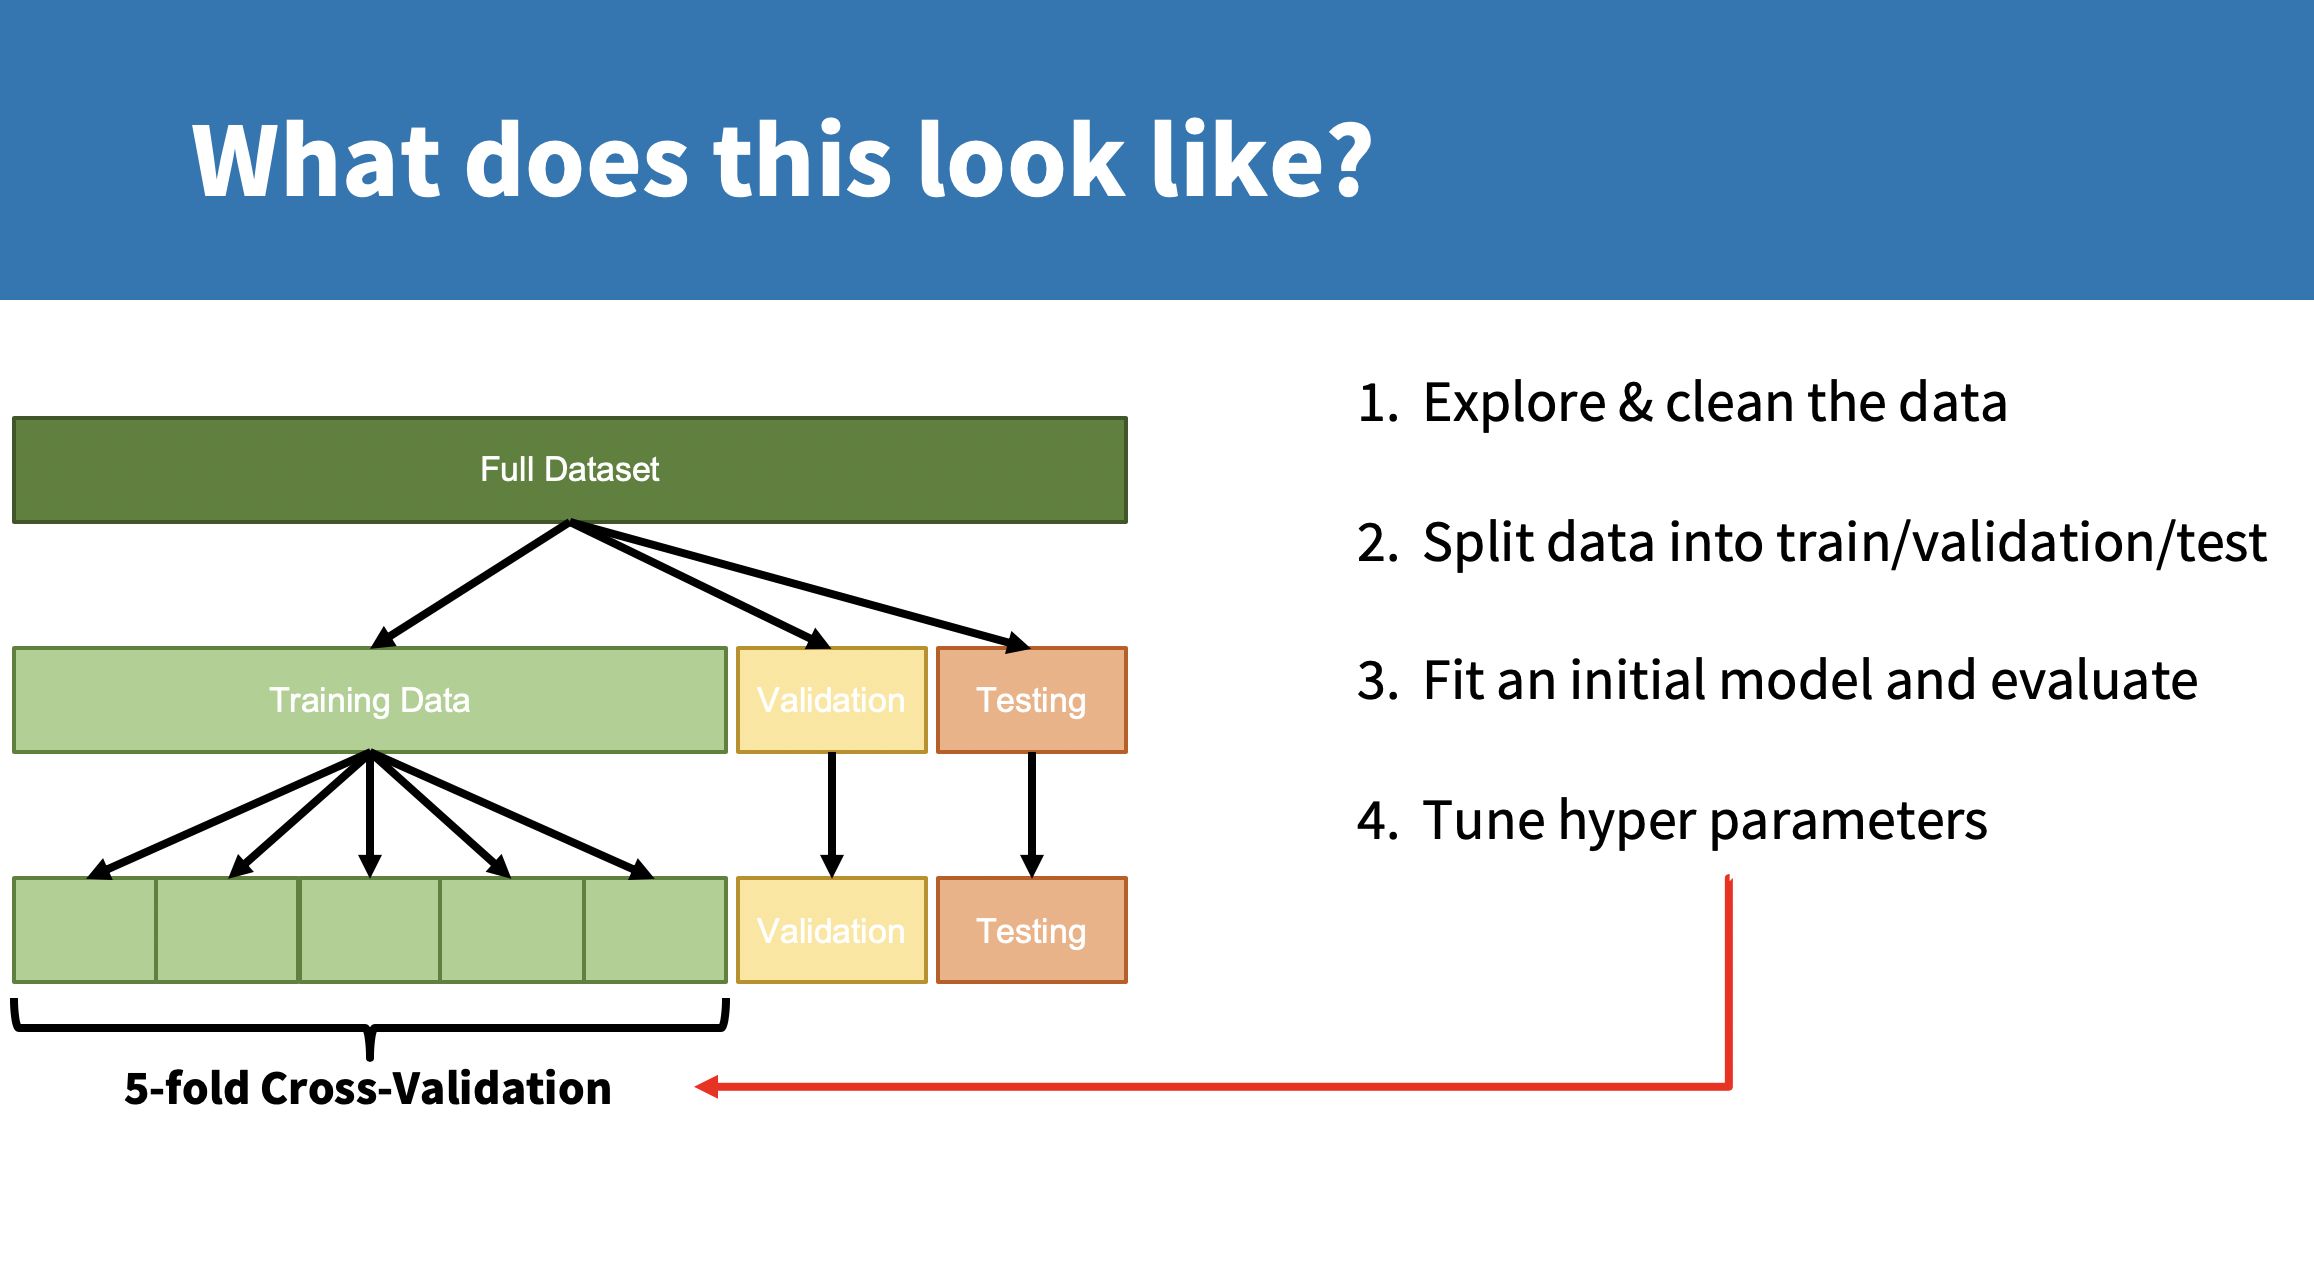 What does this look like?
Full Dataset
Training Data
Validation
Testing
Validation
Testing
5-fold Cross-Validation
1. Explore & clean the data
2. Split data into train/validation/test
3. Fit an initial model and evaluate
4. Tune hyper parameters